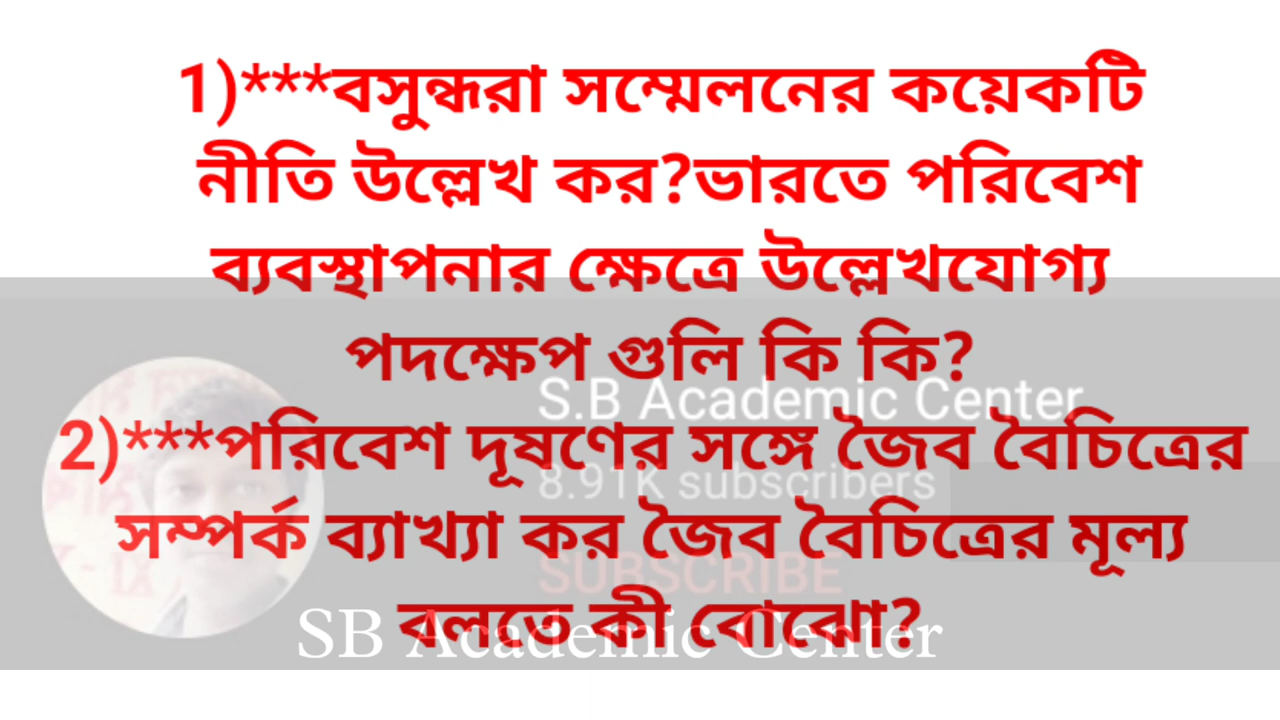 1)***বসুন্ধরা সম্মেলনের কয়েকটি
নীতি উল্লেখ কর?ভারতে পরিবেশ
ব্যবস্থাপনার ক্ষেত্রে উল্লেখযোগ্য
পদক্ষেপ গুলি কি কি?
S.B Academic Center
2)***পরিবেশ দূষণের সঙ্গে জৈব বৈচিত্রের
8.91K subscribers
সম্পর্ক ব্যাখ্যা কর জৈব বৈচিত্রের মূল্য
SUBSCRIBE
বলতে কী বোঝো?
SB Academic Center